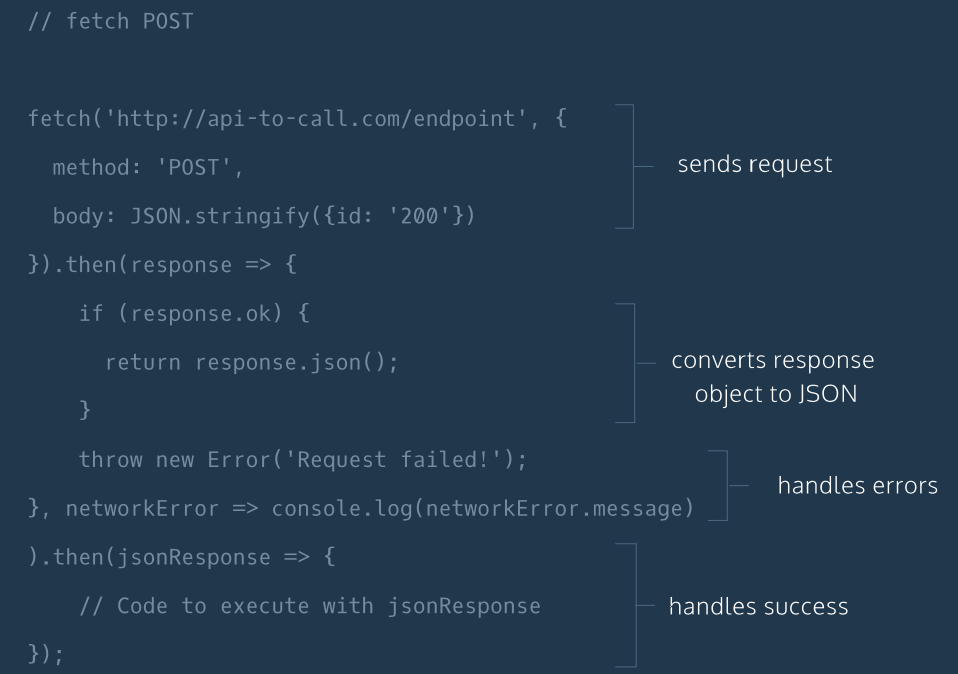 // fetch POST
fetch('http://api-to-call.com/endpoint', {
  method: 'POST',
  body: JSON.stringify({id: '200'})
}).then(response => {
    if (response.ok) {
      return response.json();
    }
    throw new Error('Request failed!');
}, networkError => console.log(networkError.message)
).then(jsonResponse => {
    // Code to execute with jsonResponse
});
sends request
converts response
object to JSON
handles errors
handles success